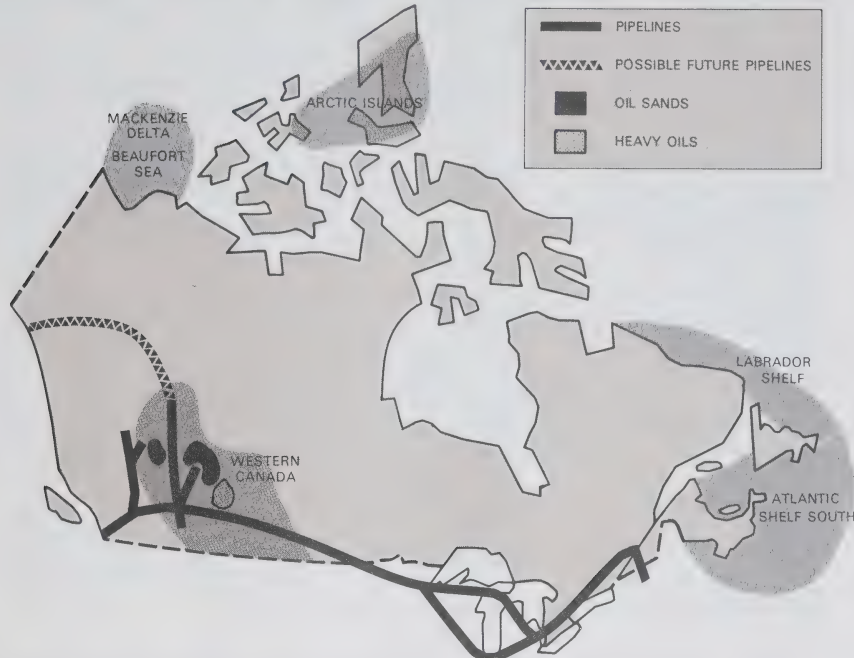 PIPELINES
POSSIBLE FUTURE PIPELINES
OIL SANDS
HEAVY OILS
ARCTIC ISLANDS
MACKENZIE
DELTA
BEAUFORT
SEA
LABRADOR
SHELF
WESTERN
CANADA
ATLANTIC
SHELF SOUTH